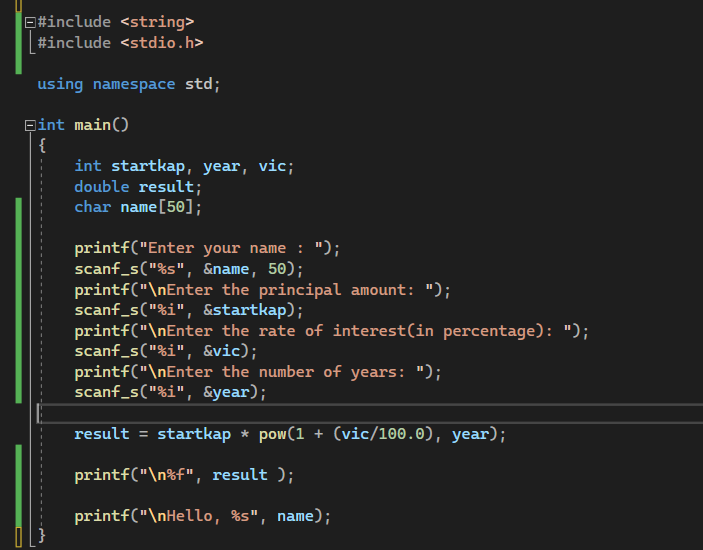 #include <string>
#include <stdio.h>
using namespace std;
int main()
{
int startkap, year, vic;
double result;
char name[50];
printf("Enter your name : ");
scanf_s("%s", &name, 50);
printf("\nEnter the principal amount: ");
scanf_s("%i", &startkap);
printf("\nEnter the rate of interest(in percentage): ");
scanf_s("%i", &vic);
printf("\nEnter the number of years: ");
scanf_s("%i", &year);
result = startkap * pow(1 + (vic/100.0), year);
printf("\n%f", result );
printf("\nHello, %s", name);
}